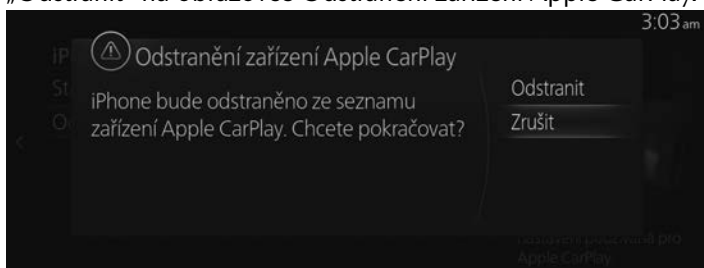 „Odstranit“ na obrazovce Odstranění zařízení Apple CarPlay).
3:03 am
Odstranění zařízení Apple CarPlay
iPhone bude odstraněno ze seznamu
zařízení Apple CarPlay. Chcete pokračovat?
Odstranit
Zrušit
pro
Apple CarPlay